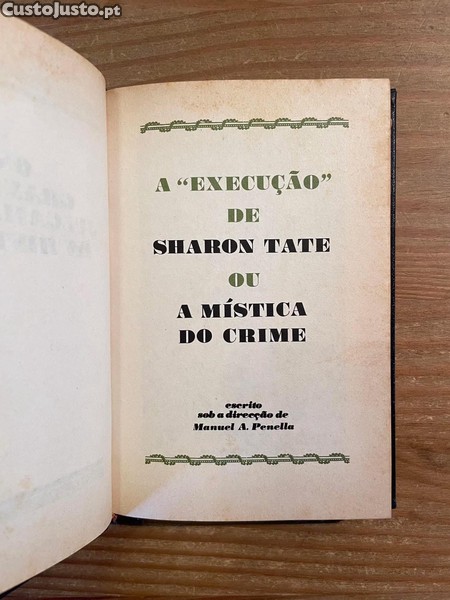 CustoJusto.pt
A "EXECUÇÃO"
DE
SHARON TATE
OU
A MÍSTICA
DO CRIME
escrito
sob a direcção de
Manuel A. Penella